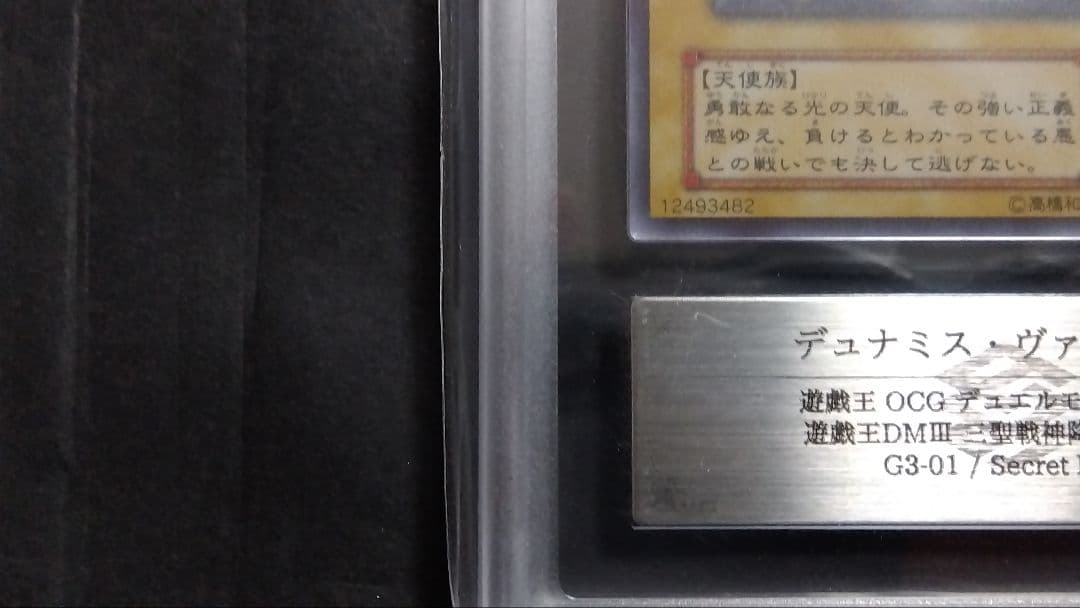 【天使族】
勇敢なる光の天使。その強い正義
感ゆえ、負けるとわかっている悪
との戦いでも決して逃げない。
12493482
©高橋和
デュナミス・ヴァ
遊戯王 OCG デュエルモ
遊戯王DMⅢ 三聖戦神降
G3-01 / Secret